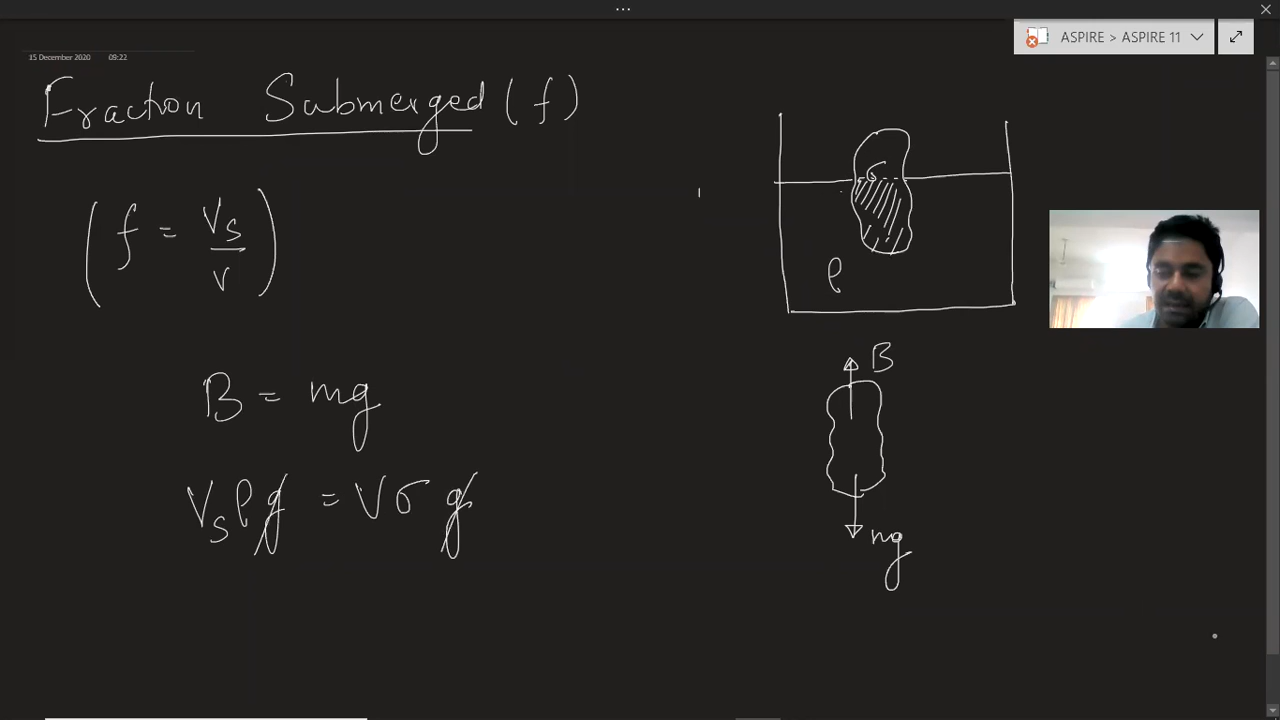 ...
ASPIRE > ASPIRE 11
15 December 2020 09:22
Fraction Submerged (f)
(f = Vs/V)
σ
ρ
B = mg
B
Vsρg = Vσg
mg